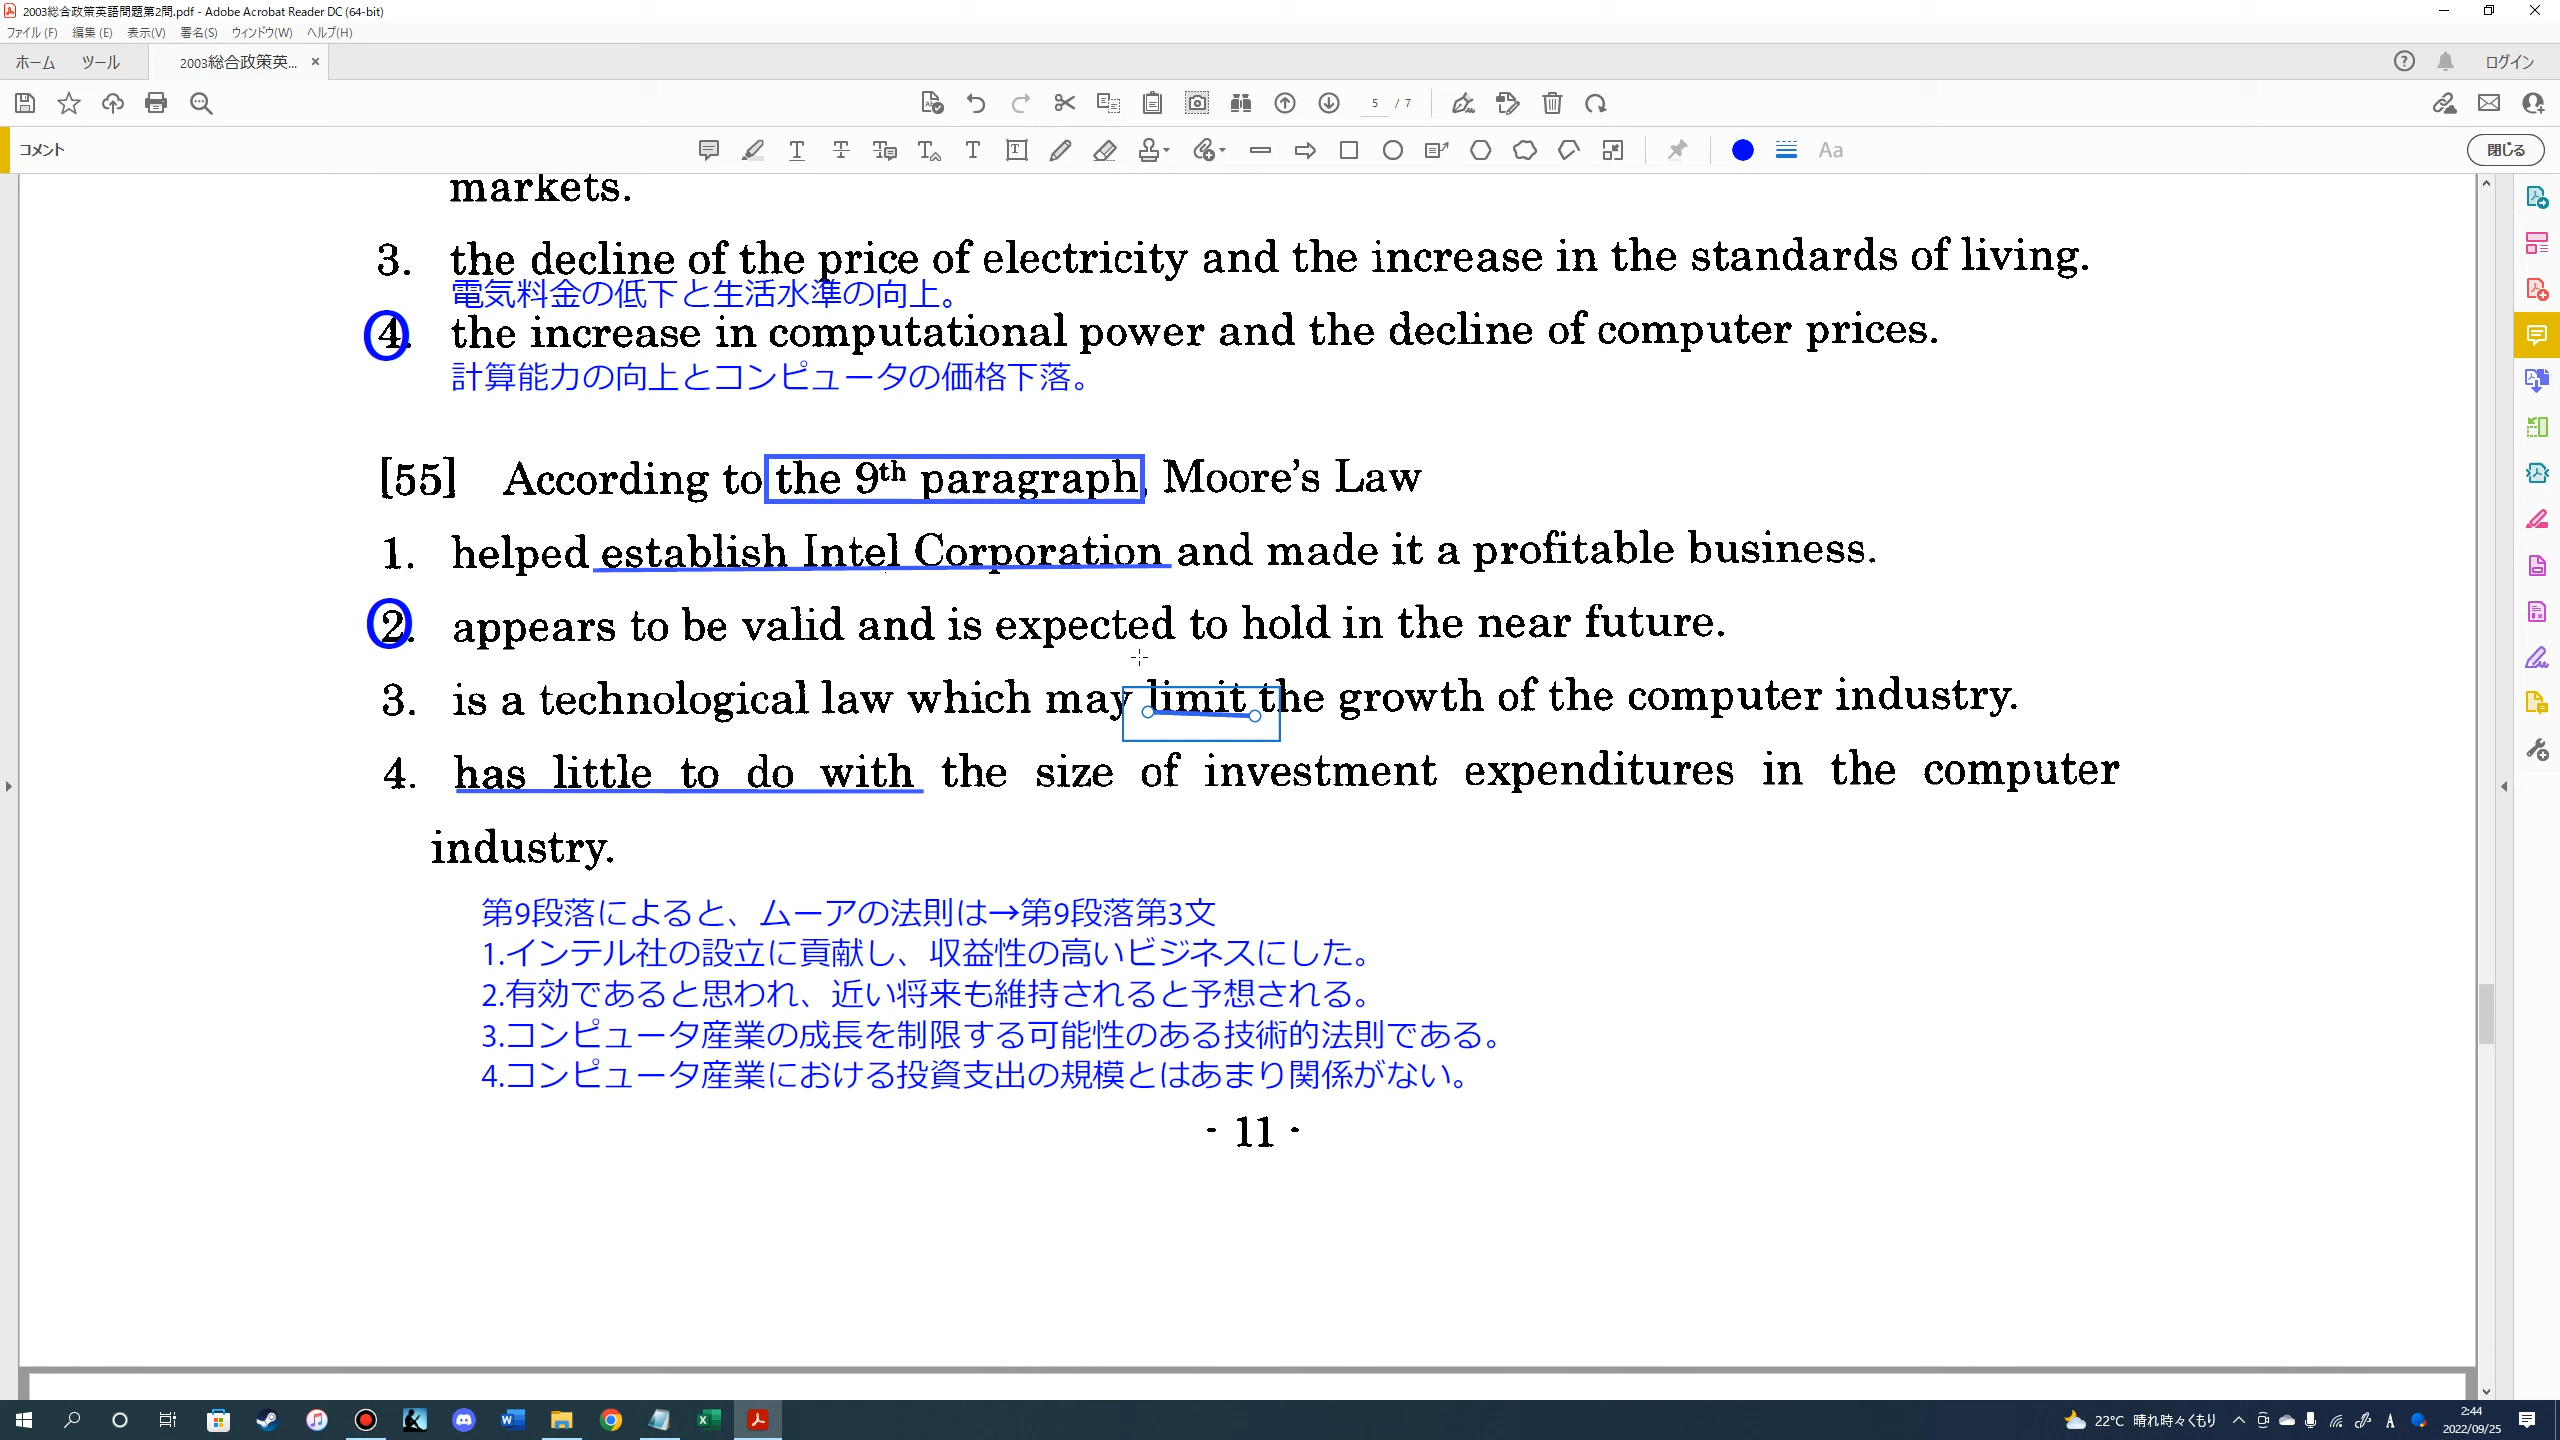 2003総合政策英語問題第2問.pdf - Adobe Acrobat Reader DC (64-bit)
ファイル(F) 編集(E) 表示(V) 署名(S) ウィンドウ(W) ヘルプ(H)
ホーム ツール 2003総合政策英... × ログイン
5 / 7
コメント Aa 閉じる
markets.
3. the decline of the price of electricity and the increase in the standards of living.
電気料金の低下と生活水準の向上。
4. the increase in computational power and the decline of computer prices.
計算能力の向上とコンピュータの価格下落。
[55] According to the 9th paragraph, Moore's Law
1. helped establish Intel Corporation and made it a profitable business.
2. appears to be valid and is expected to hold in the near future.
3. is a technological law which may limit the growth of the computer industry.
4. has little to do with the size of investment expenditures in the computer
industry.
第9段落によると、ムーアの法則は→第9段落第3文
1.インテル社の設立に貢献し、収益性の高いビジネスにした。
2.有効であると思われ、近い将来も維持されると予想される。
3.コンピュータ産業の成長を制限する可能性のある技術的法則である。
4.コンピュータ産業における投資支出の規模とはあまり関係がない。
- 11 -
22℃ 晴れ時々くもり A 2:44
2022/09/25